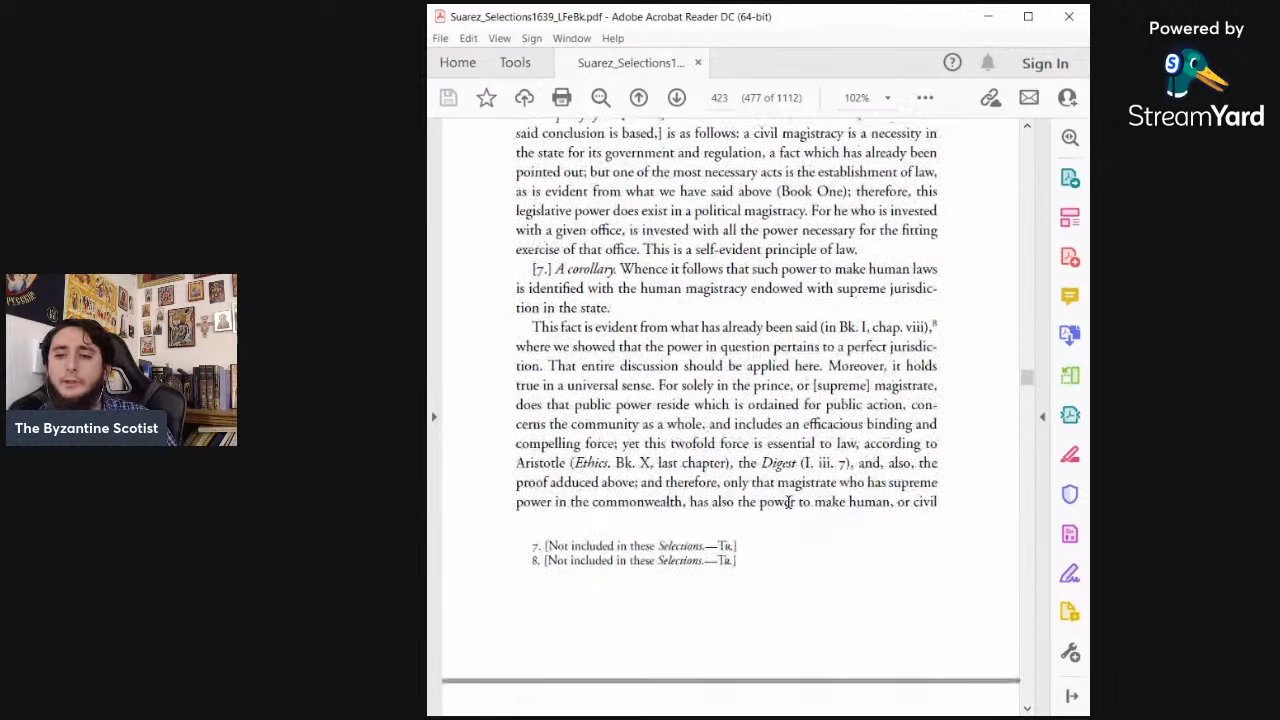 Suarez_Selections1639_LFeBk.pdf - Adobe Acrobat Reader DC (64-bit)
File Edit View Sign Window Help
Home Tools Suarez_Selections1... × Sign In
423 (477 of 1112) 102%
said conclusion is based,] is as follows: a civil magistracy is a necessity in
the state for its government and regulation, a fact which has already been
pointed out; but one of the most necessary acts is the establishment of law,
as is evident from what we have said above (Book One); therefore, this
legislative power does exist in a political magistracy. For he who is invested
with a given office, is invested with all the power necessary for the fitting
exercise of that office. This is a self-evident principle of law.
[7.] A corollary. Whence it follows that such power to make human laws
is identified with the human magistracy endowed with supreme jurisdic-
tion in the state.
This fact is evident from what has already been said (in Bk. I, chap. viii),8
where we showed that the power in question pertains to a perfect jurisdic-
tion. That entire discussion should be applied here. Moreover, it holds
true in a universal sense. For solely in the prince, or [supreme] magistrate,
does that public power reside which is ordained for public action, con-
cerns the community as a whole, and includes an efficacious binding and
compelling force; yet this twofold force is essential to law, according to
Aristotle (Ethics, Bk. X, last chapter), the Digest (I. iii. 7), and, also, the
proof adduced above; and therefore, only that magistrate who has supreme
power in the commonwealth, has also the power to make human, or civil
7. [Not included in these Selections.—Tr.]
8. [Not included in these Selections.—Tr.]
The Byzantine Scotist
Powered by
S
StreamYard